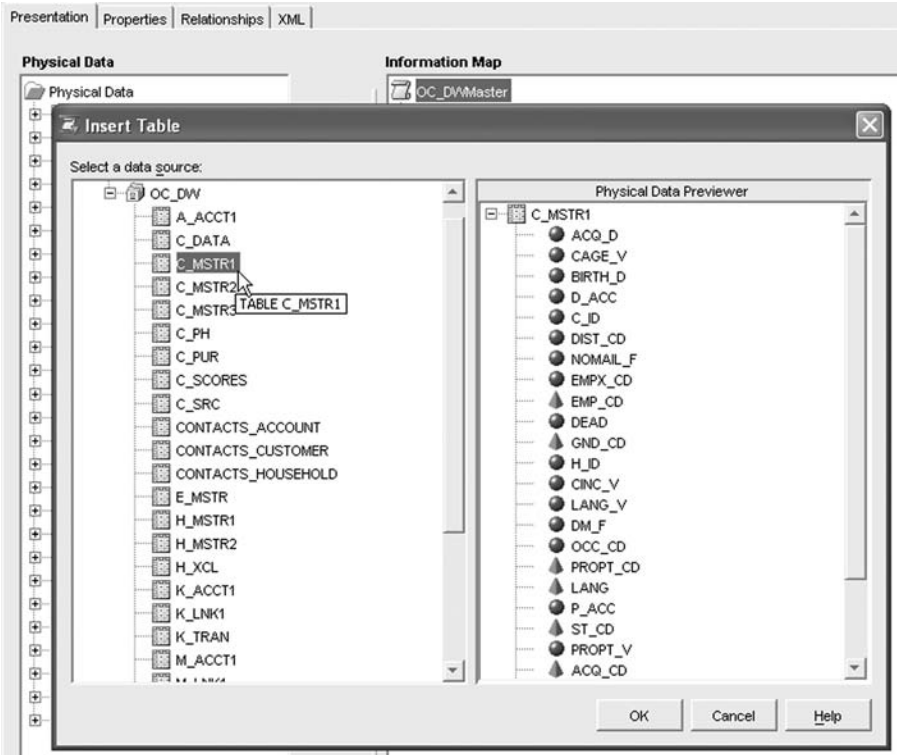 Presentation Properties Relationships XML
Physical Data
Information Map
Physical Data
OC_DWMaster
Insert Table
Select a data source:
OC_DW
A_ACCT1
C_DATA
C_MSTR1
C_MSTR2
TABLE C_MSTR1
C_MSTR3
C_PH
C_PUR
C_SCORES
C_SRC
CONTACTS_ACCOUNT
CONTACTS_CUSTOMER
CONTACTS_HOUSEHOLD
E_MSTR
H_MSTR1
H_MSTR2
H_XCL
K_ACCT1
K_LNK1
K_TRAN
M_ACCT1
Physical Data Previewer
C_MSTR1
ACQ_D
CAGE_V
BIRTH_D
D_ACC
C_ID
DIST_CD
NOMAIL_F
EMPX_CD
EMP_CD
DEAD
GND_CD
H_ID
CINC_V
LANG_V
DM_F
OCC_CD
PROPT_CD
LANG
P_ACC
ST_CD
PROPT_V
ACQ_CD
OK Cancel Help